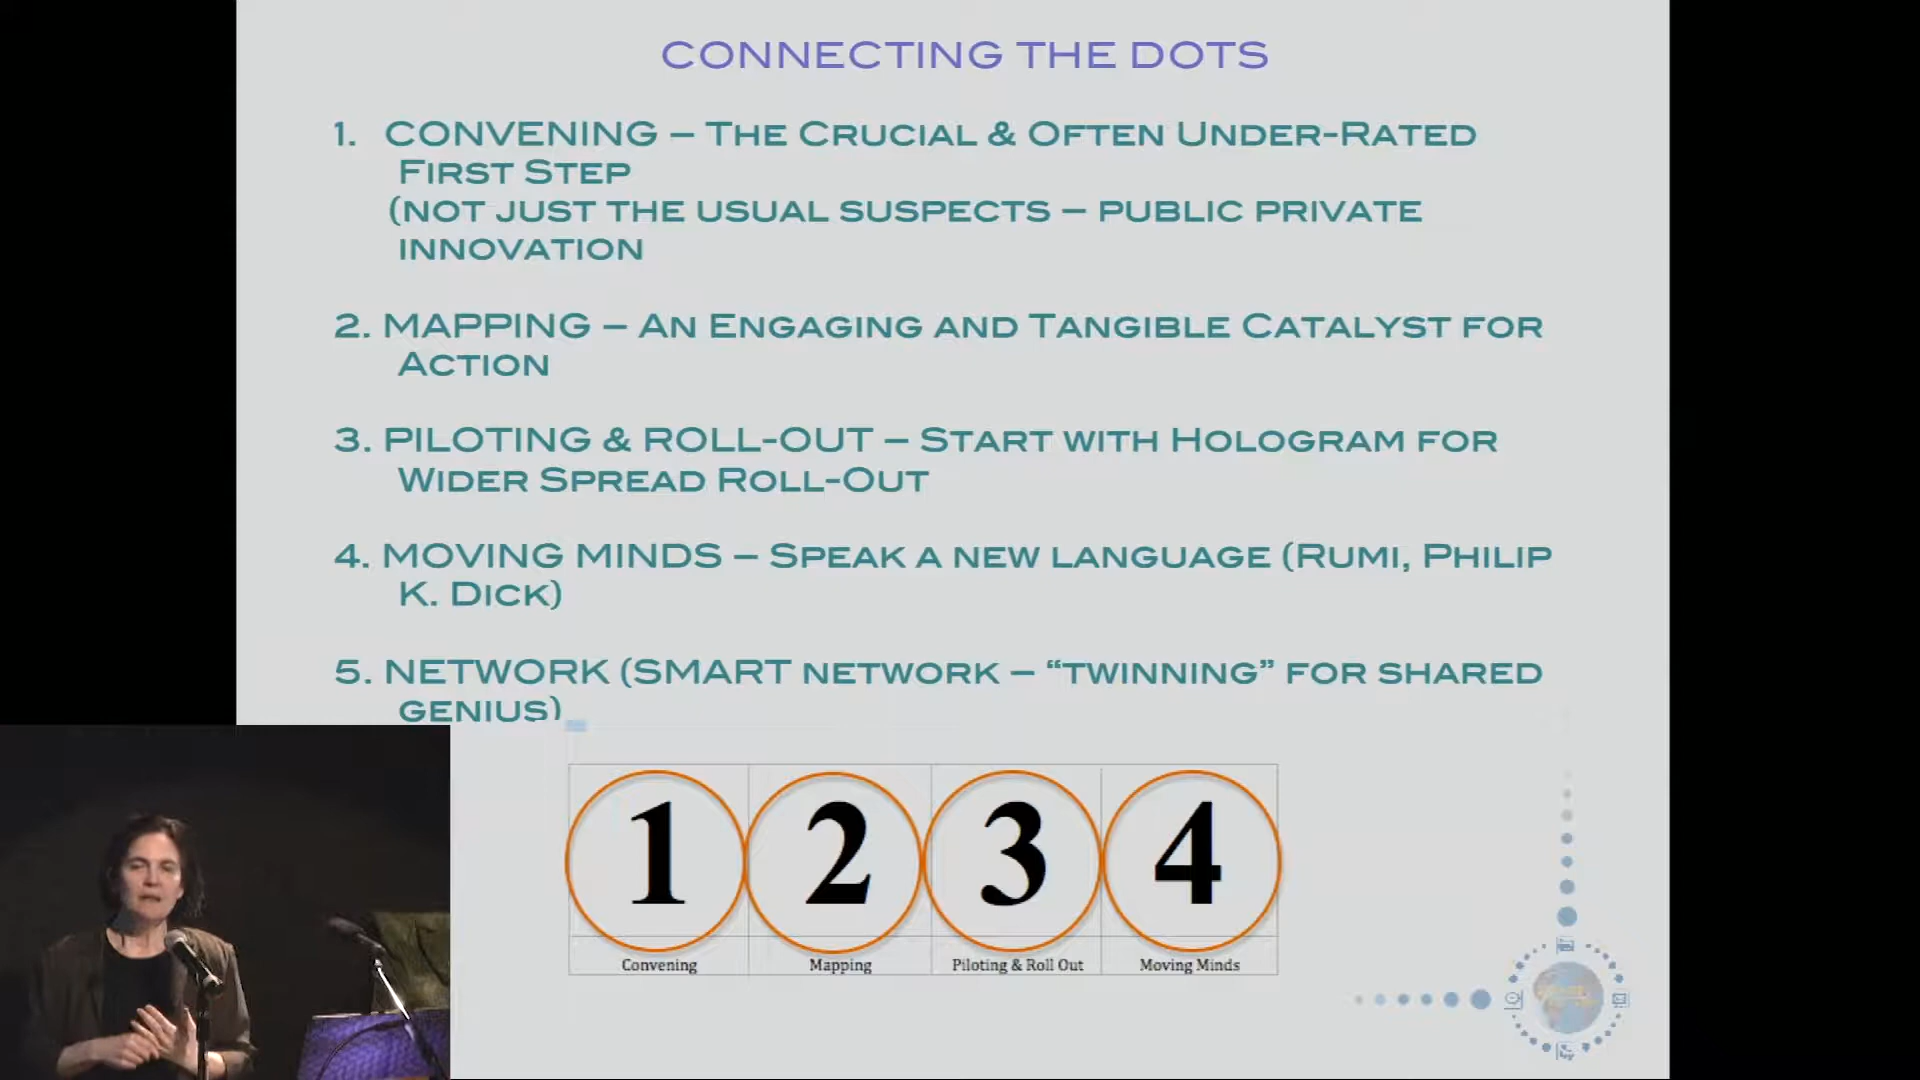 CONNECTING THE DOTS
1. CONVENING – THE CRUCIAL & OFTEN UNDER-RATED
FIRST STEP
(NOT JUST THE USUAL SUSPECTS – PUBLIC PRIVATE
INNOVATION
2. MAPPING – AN ENGAGING AND TANGIBLE CATALYST FOR
ACTION
3. PILOTING & ROLL-OUT – START WITH HOLOGRAM FOR
WIDER SPREAD ROLL-OUT
4. MOVING MINDS – SPEAK A NEW LANGUAGE (RUMI, PHILIP
K. DICK)
5. NETWORK (SMART NETWORK – “TWINNING” FOR SHARED
GENIUS)
1 2 3 4
Convening Mapping Piloting & Roll Out Moving Minds